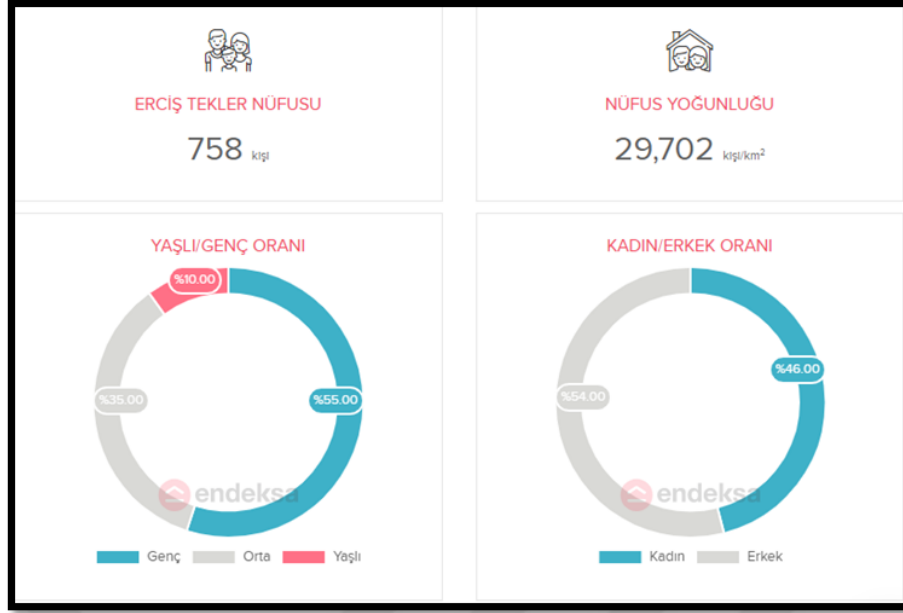 ERCİŞ TEKLER NÜFUSU
758 kişi
NÜFUS YOĞUNLUĞU
29,702 kişi/km²
YAŞLI/GENÇ ORANI
%10.00
%35.00
%55.00
endeksa
Genç
Orta
Yaşlı
KADIN/ERKEK ORANI
%46.00
%54.00
endeksa
Kadın
Erkek